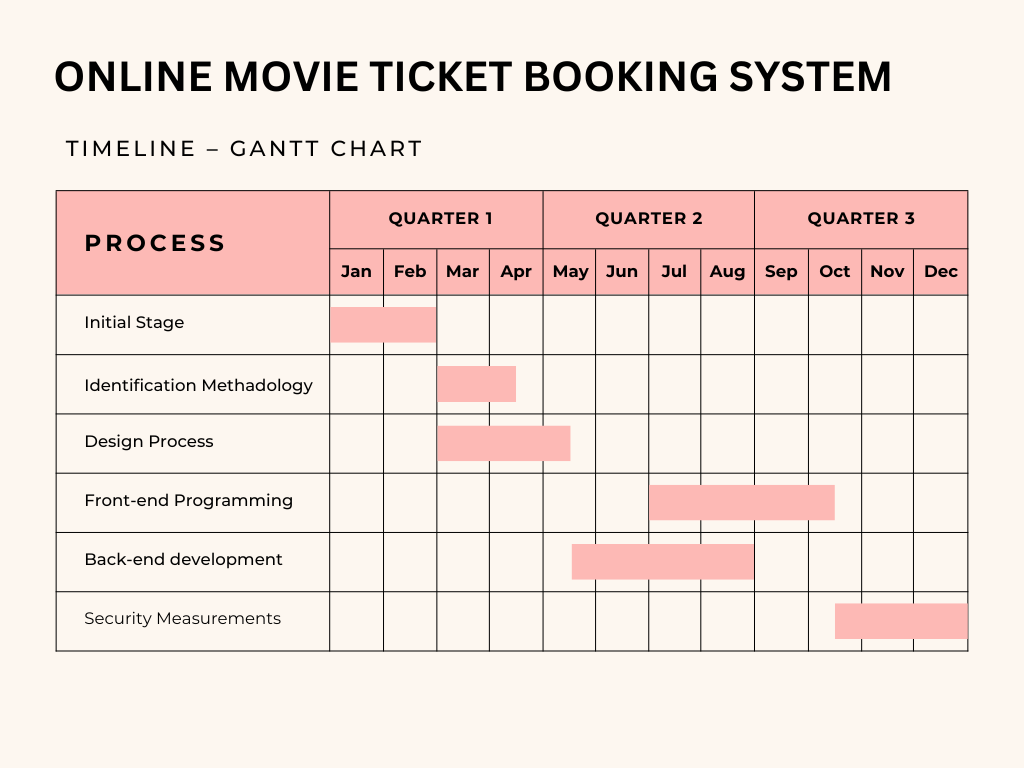 ONLINE MOVIE TICKET BOOKING SYSTEM
TIMELINE – GANTT CHART
PROCESS
QUARTER 1 QUARTER 2 QUARTER 3
Jan Feb Mar Apr May Jun Jul Aug Sep Oct Nov Dec
Initial Stage
Identification Methadology
Design Process
Front-end Programming
Back-end development
Security Measurements